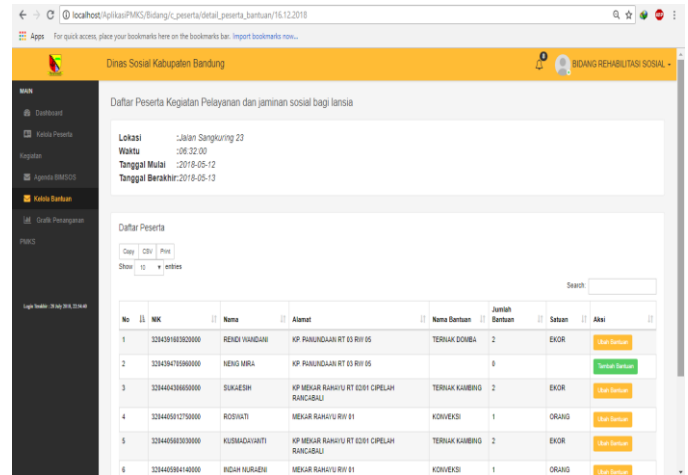 localhost/AplikasiPMKS/Bidang/c_peserta/detail_peserta_bantuan/16.12.2018
Apps For quick access, place your bookmarks here on the bookmarks bar. Import bookmarks now...
Dinas Sosial Kabupaten Bandung
BIDANG REHABILITASI SOSIAL
MAIN
Dashboard
Kelola Peserta
Kegiatan
Agenda BIMSOS
Kelola Bantuan
Grafik Penanganan
PMKS
Daftar Peserta Kegiatan Pelayanan dan jaminan sosial bagi lansia
Lokasi :Jalan Sangkuring 23
Waktu :06:32:00
Tanggal Mulai :2018-05-12
Tanggal Berakhir:2018-05-13
Daftar Peserta
Copy CSV Print
Show 10 entries
Search:
No NIK Nama Alamat Nama Bantuan Jumlah Bantuan Satuan Aksi
1 RENDI WANDANI KP. PANUNDAAN RT 03 RW 05 TERNAK DOMBA 2 EKOR Ubah Bantuan
2 NENG MIRA KP. PANUNDAAN RT 03 RW 05 0 Tambah Bantuan
3 SUKAESIH KP MEKAR RAHAYU RT 02/01 CIPELAH RANCABALI TERNAK KAMBING 2 EKOR Ubah Bantuan
4 ROSWATI MEKAR RAHAYU RW 01 KONVEKSI 1 ORANG Ubah Bantuan
5 KUSMADAYANTI KP MEKAR RAHAYU RT 02/01 CIPELAH RANCABALI TERNAK KAMBING 2 EKOR Ubah Bantuan
6 INDAH NURAENI MEKAR RAHAYU RW 01 KONVEKSI 1 ORANG Ubah Bantuan